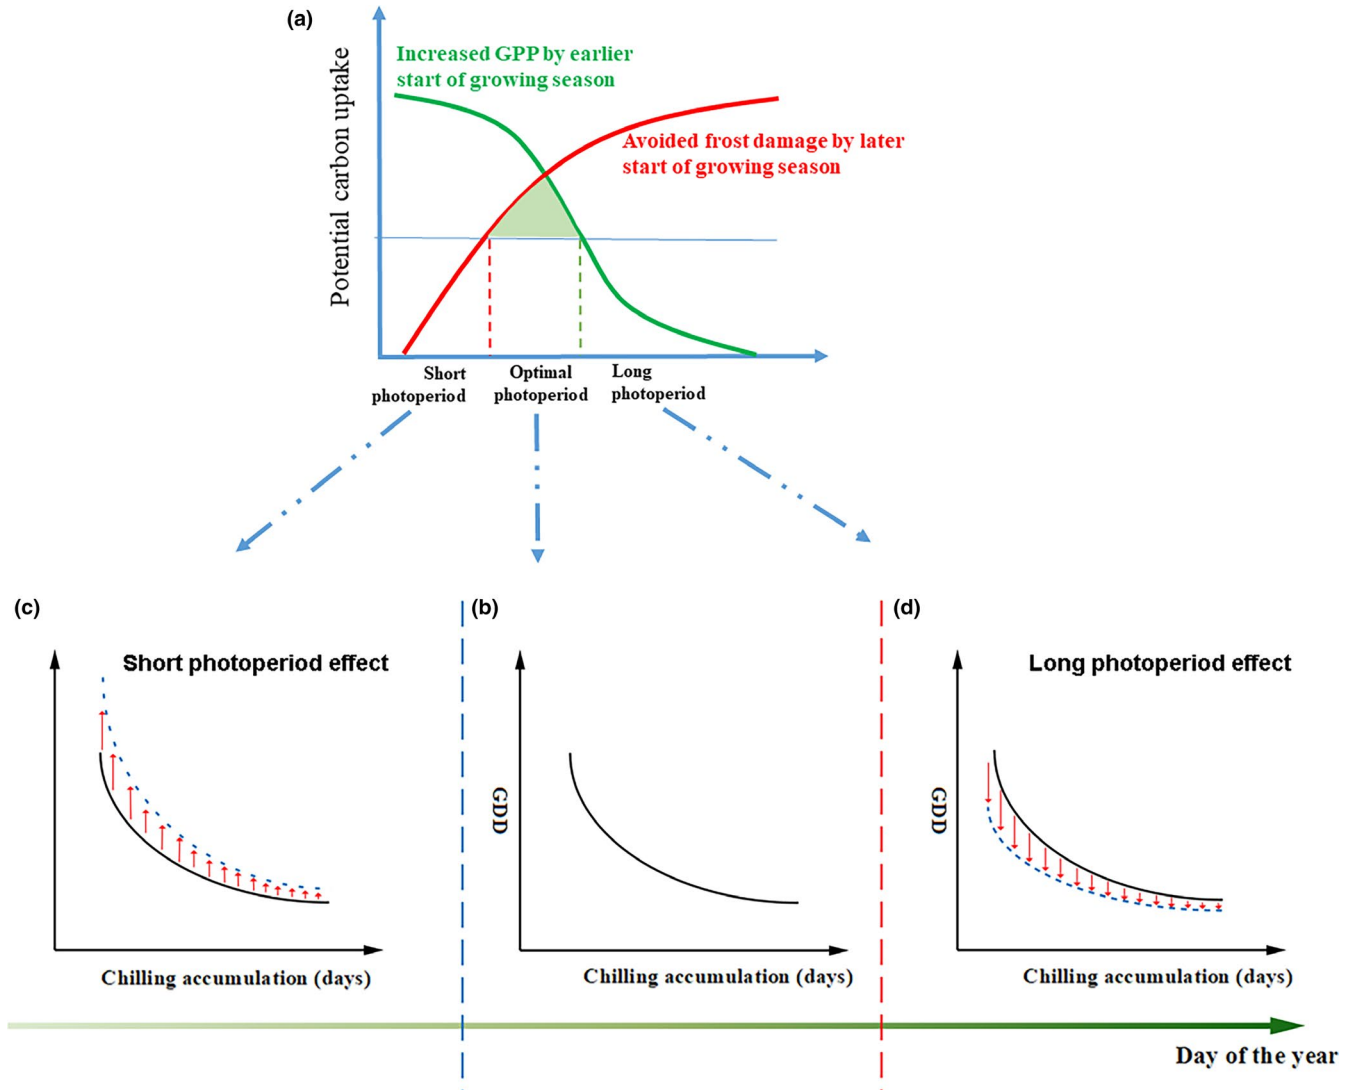 (a)
Potential carbon uptake
Increased GPP by earlier
start of growing season
Avoided frost damage by later
start of growing season
Short
photoperiod
Optimal
photoperiod
Long
photoperiod
(c)
Short photoperiod effect
Chilling accumulation (days)
(b)
GDD
Chilling accumulation (days)
(d)
Long photoperiod effect
GDD
Chilling accumulation (days)
Day of the year